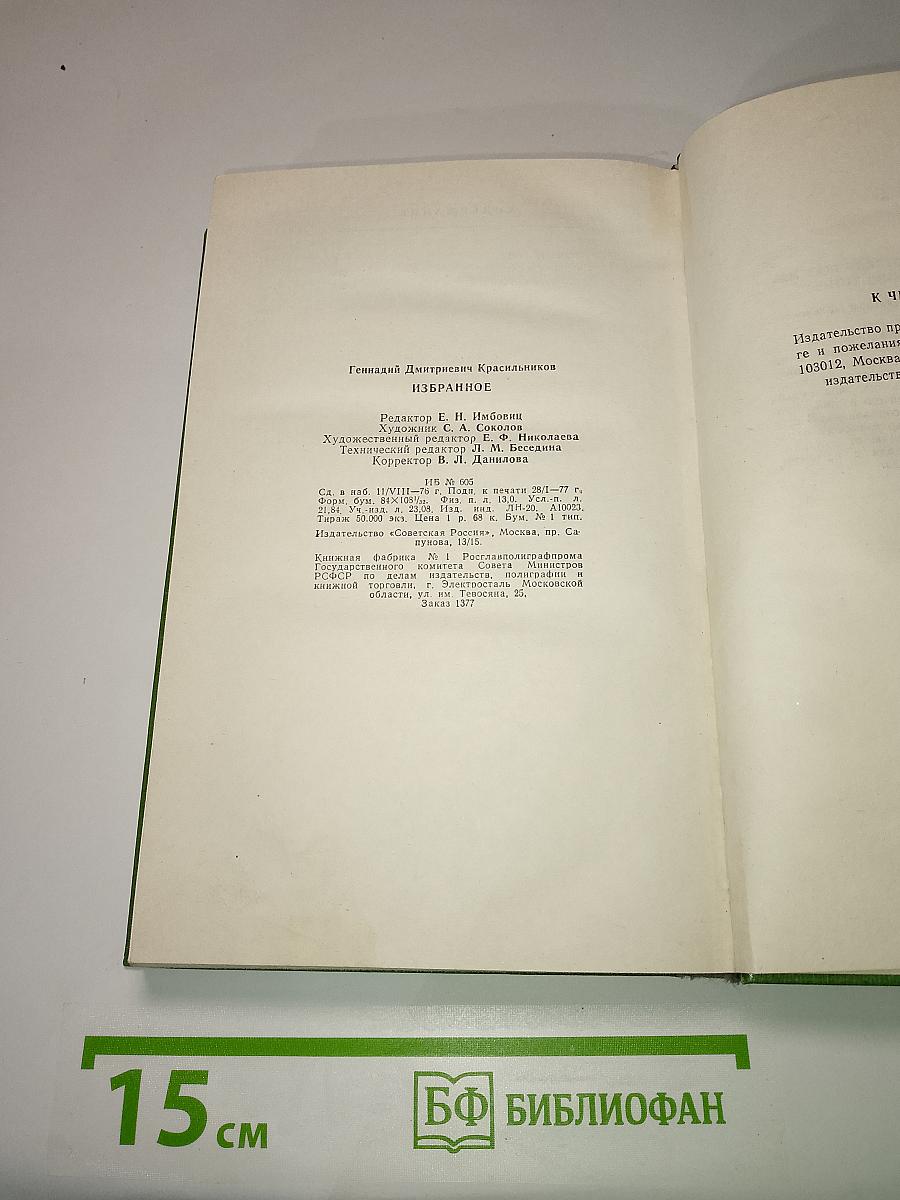 Геннадий Дмитриевич Красильников
ИЗБРАННОЕ
Редактор Е. Н. Имбовиц
Художник С. А. Соколов
Художественный редактор Е. Ф. Николаева
Технический редактор Л. М. Беседина
Корректор В. Л. Данилова
ИБ № 605
Сд. в наб. 11/VIII—76 г. Подп. к печати 28/I—77 г.
Форм. бум. 84×108¹/₃₂. Физ. п. л. 13,0. Усл.-п. л.
21,84. Уч.-изд. л. 23,08. Изд. инд. ЛН-20. А10023.
Тираж 50.000 экз. Цена 1 р. 68 к. Бум. № 1 тип.
Издательство «Советская Россия», Москва, пр. Са-
пунова, 13/15.
Книжная фабрика № 1 Росглавполиграфпрома
Государственного комитета Совета Министров
РСФСР по делам издательств, полиграфии и
книжной торговли, г. Электросталь Московской
области, ул. им. Тевосяна, 25.
Заказ 1377
К Ч
Издательство пр
ге и пожелания
103012, Москва
издательств
15 см
БФ БИБЛИОФАН